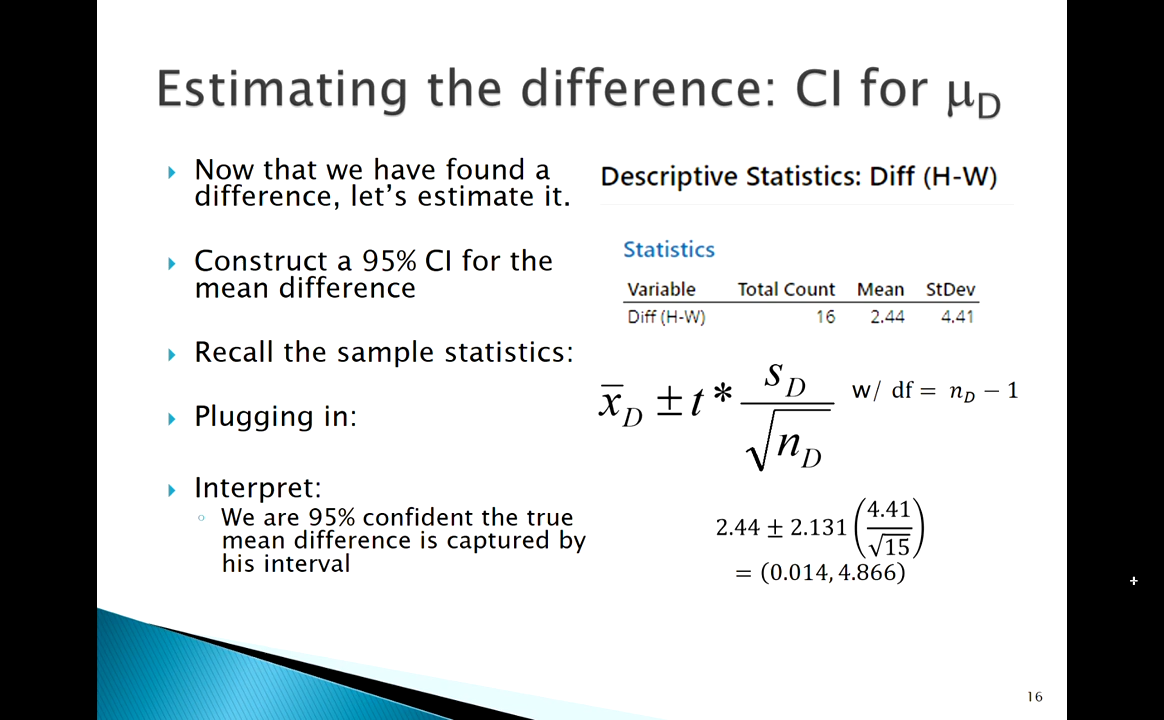 Estimating the difference: CI for μD
Now that we have found a
difference, let’s estimate it.
Construct a 95% CI for the
mean difference
Recall the sample statistics:
Plugging in:
Interpret:
We are 95% confident the true
mean difference is captured by
his interval
Descriptive Statistics: Diff (H-W)
Statistics
Variable Total Count Mean StDev
Diff (H-W) 16 2.44 4.41
x̄_D ± t * s_D / √n_D w/ df = n_D − 1
2.44 ± 2.131 (4.41 / √15)
= (0.014, 4.866)
16